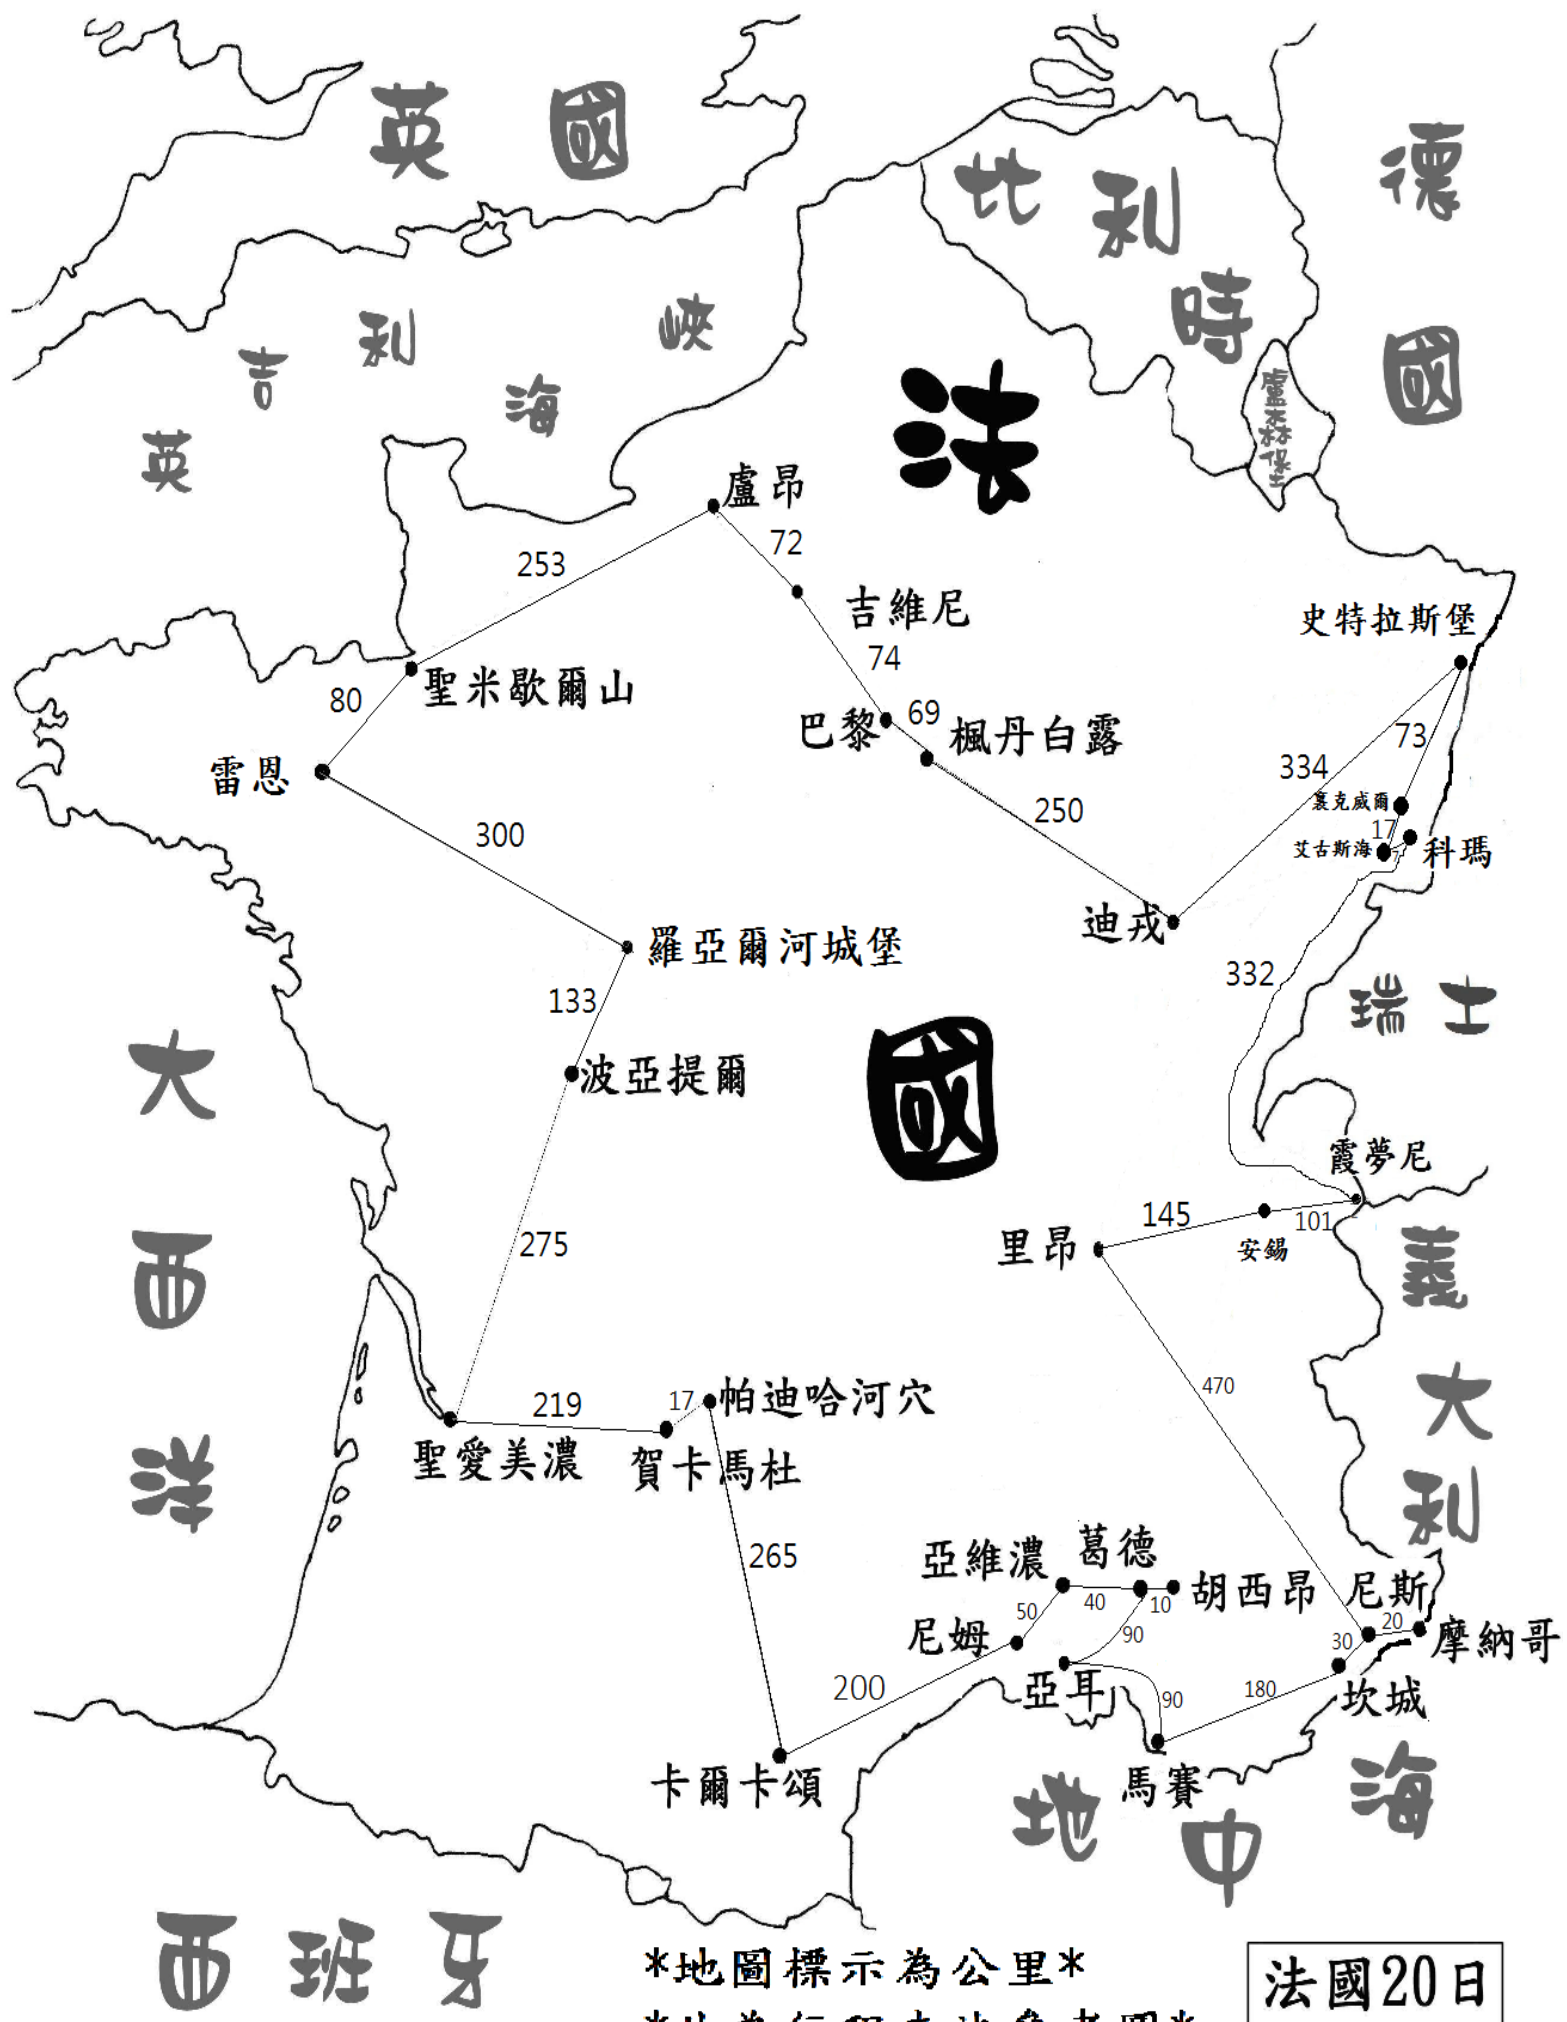 英國
德國
比利時
英吉利海峽
盧森堡
法國
盧昂
72
253
吉維尼
74
史特拉斯堡
聖米歇爾山
80
巴黎
69
楓丹白露
73
雷恩
334
250
裏克威爾
17
艾古斯海
7
科瑪
300
迪戎
羅亞爾河城堡
332
133
瑞士
大西洋
波亞提爾
霞夢尼
145
101
275
里昂
安錫
義大利
470
219
17
帕迪哈河穴
聖愛美濃
賀卡馬杜
265
亞維濃
葛德
胡西昂
尼斯
50
40
10
20
尼姆
90
30
摩納哥
200
亞耳
90
180
坎城
卡爾卡頌
馬賽
地中海
西班牙
*地圖標示為公里*
法國20日